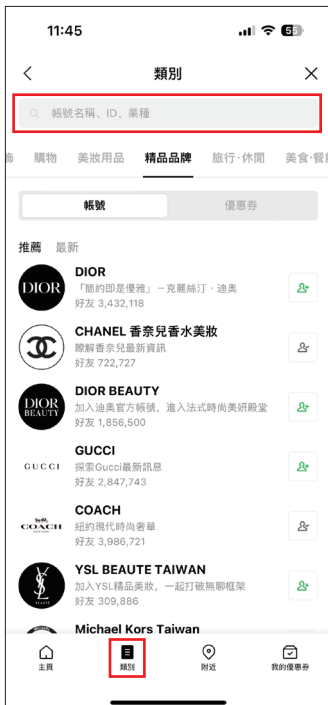 11:45
55
類別
帳號名稱、ID、業種
飾 購物 美妝用品 精品品牌 旅行·休閒 美食·餐飲
帳號 優惠券
推薦 最新
DIOR
DIOR
「簡約即是優雅」－克麗絲汀．迪奧
好友 3,432,118
CHANEL 香奈兒香水美妝
瞭解香奈兒最新資訊
好友 722,727
DIOR BEAUTY
DIOR BEAUTY
加入迪奧官方帳號，進入法式時尚美妍殿堂
好友 1,856,500
GUCCI
GUCCI
探索Gucci最新訊息
好友 2,847,743
COACH
COACH
紐約現代時尚奢華
好友 3,986,721
YSL BEAUTE TAIWAN
加入YSL精品美妝，一起打破無聊框架
好友 309,886
Michael Kors Taiwan
主頁 類別 附近 我的優惠券